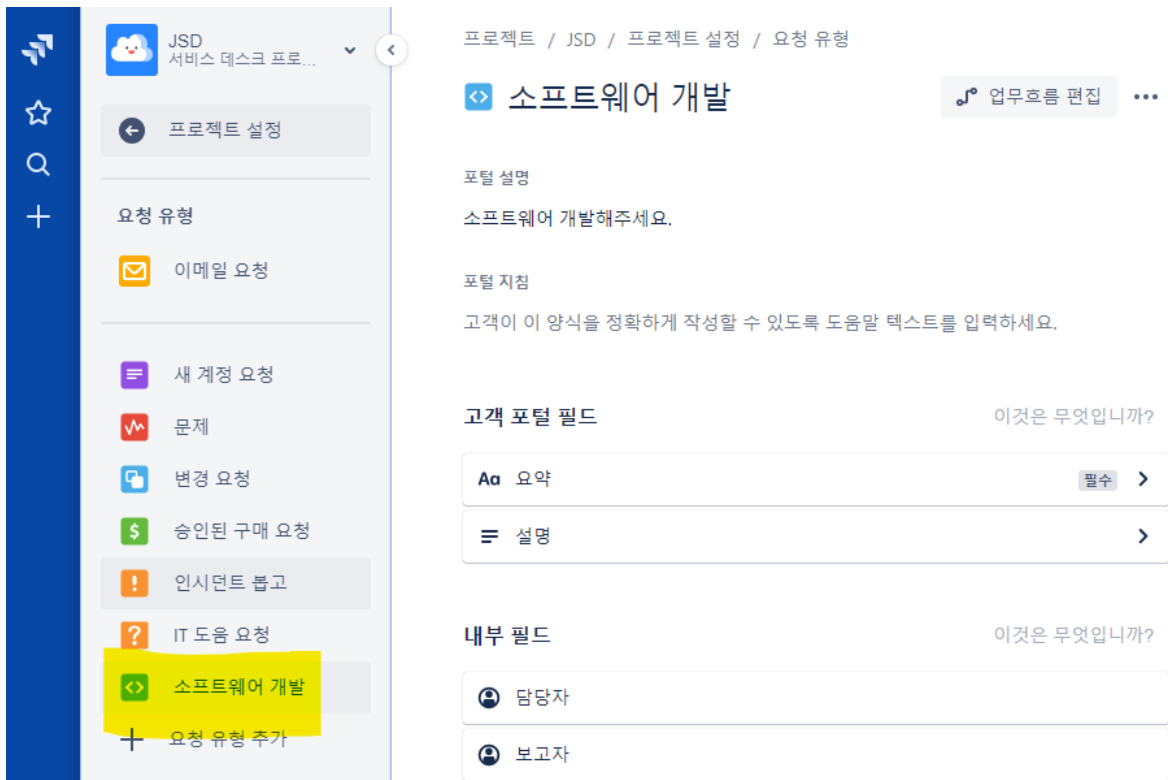 JSD
서비스 데스크 프로...
프로젝트 설정
요청 유형
이메일 요청
새 계정 요청
문제
변경 요청
승인된 구매 요청
인시던트 봅고
IT 도움 요청
소프트웨어 개발
요청 유형 추가
프로젝트 / JSD / 프로젝트 설정 / 요청 유형
소프트웨어 개발
업무흐름 편집
포털 설명
소프트웨어 개발해주세요.
포털 지침
고객이 이 양식을 정확하게 작성할 수 있도록 도움말 텍스트를 입력하세요.
고객 포털 필드
이것은 무엇입니까?
Aa 요약
필수
설명
내부 필드
이것은 무엇입니까?
담당자
보고자